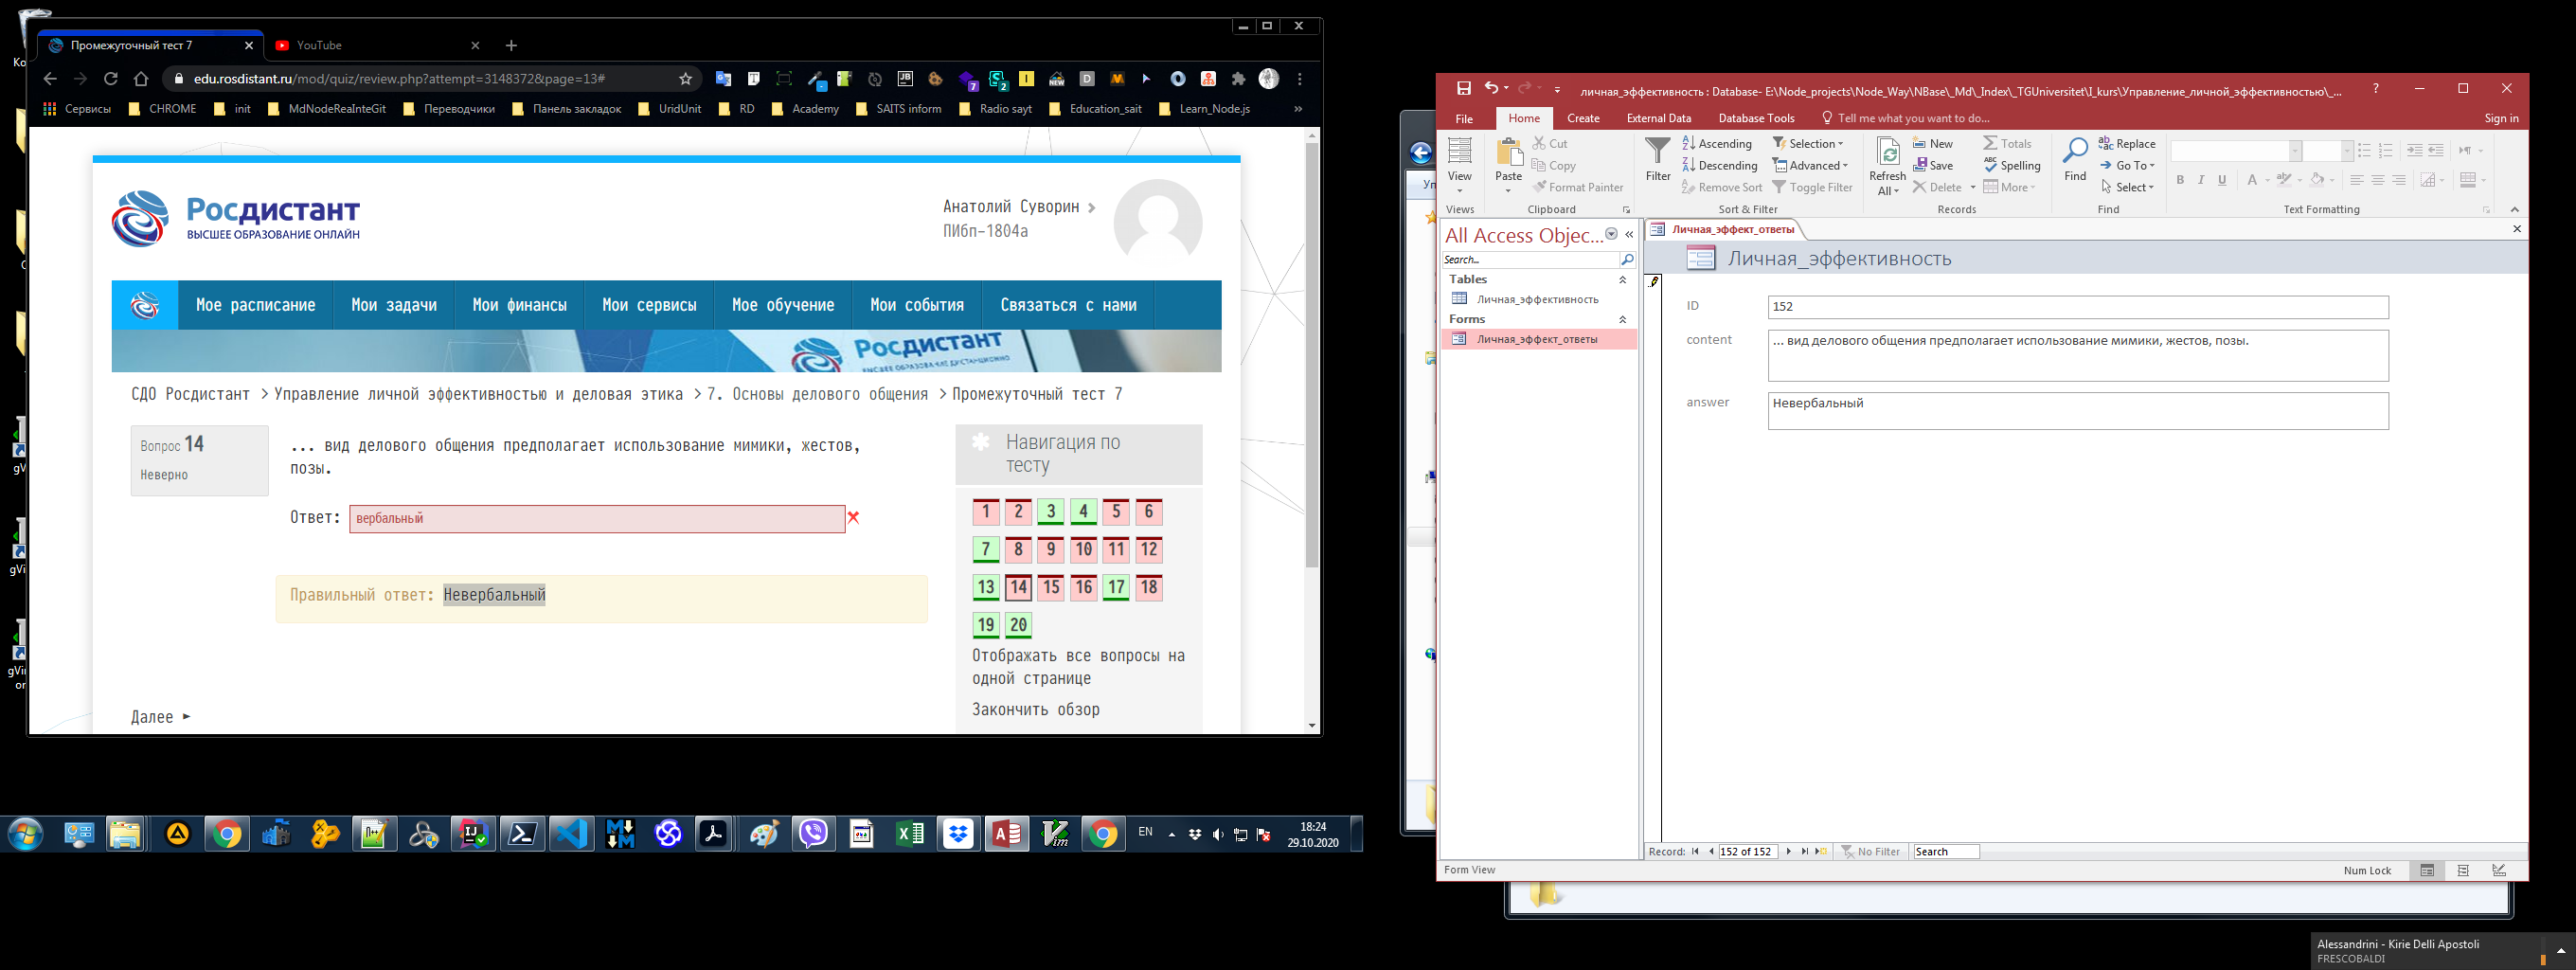 Промежуточный тест 7
YouTube
edu.rosdistant.ru/mod/quiz/review.php?attempt=3148372&page=13#
Сервисы CHROME init MdNodeReaInteGit Переводчики Панель закладок UridUnit RD Academy SAITS inform Radio sayt Education_sait Learn_Node.js »
Росдистант
ВЫСШЕЕ ОБРАЗОВАНИЕ ОНЛАЙН
Анатолий Суворин
ПИбп-1804а
Мое расписание Мои задачи Мои финансы Мои сервисы Мое обучение Мои события Связаться с нами
Росдистант
ВЫСШЕЕ ОБРАЗОВАНИЕ ДИСТАНЦИОННО
СДО Росдистант > Управление личной эффективностью и деловая этика > 7. Основы делового общения > Промежуточный тест 7
Вопрос 14
Неверно
... вид делового общения предполагает использование мимики, жестов,
позы.
Ответ: вербальный
Правильный ответ: Невербальный
Далее ►
Навигация по
тесту
1 2 3 4 5 6
7 8 9 10 11 12
13 14 15 16 17 18
19 20
Отображать все вопросы на
одной странице
Закончить обзор
EN
18:24
29.10.2020
личная_эффективность : Database- E:\Node_projects\Node_Way\NBase\_Md\_Index\_TGUniversitet\I_kurs\Управление_личной_эффективностью\_...
File Home Create External Data Database Tools Tell me what you want to do... Sign in
View
Views
Paste
Cut
Copy
Format Painter
Clipboard
Filter
Ascending
Descending
Remove Sort
Selection
Advanced
Toggle Filter
Sort & Filter
Refresh
All
New
Save
Delete
Totals
Spelling
More
Records
Find
Replace
Go To
Select
Find
B I U A
Text Formatting
All Access Objec...
Search...
Tables
Личная_эффективность
Forms
Личная_эффект_ответы
Личная_эффект_ответы
Личная_эффективность
ID 152
content ... вид делового общения предполагает использование мимики, жестов, позы.
answer Невербальный
Record: 152 of 152 No Filter Search
Form View
Num Lock
Alessandrini - Kirie Delli Apostoli
FRESCOBALDI